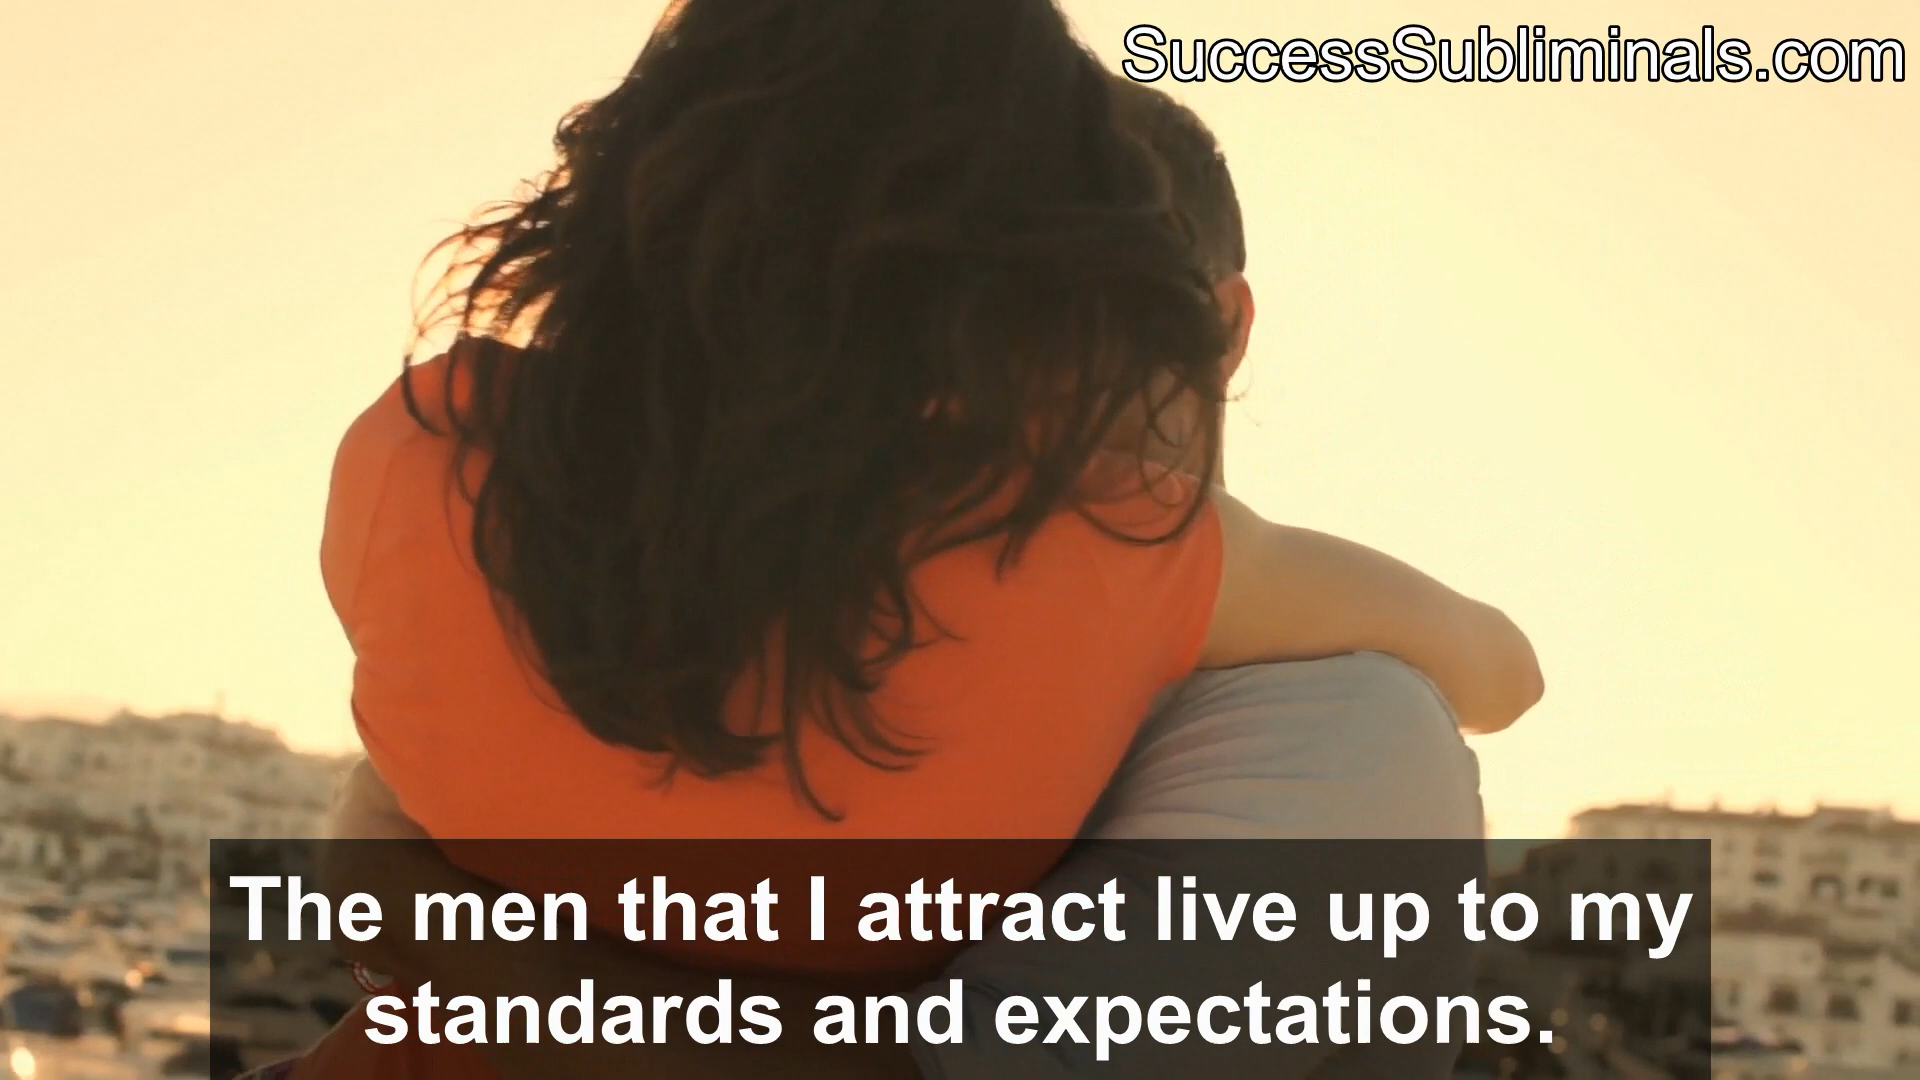 SuccessSubliminals.com
The men that I attract live up to my
standards and expectations.